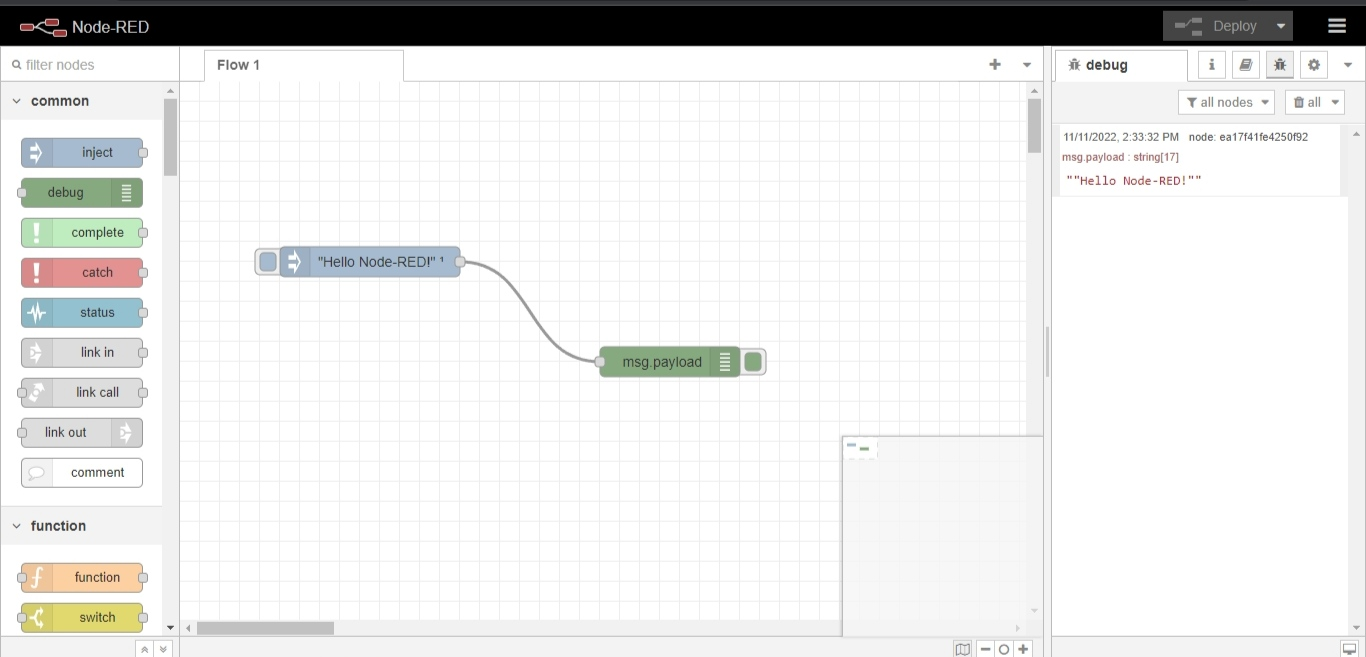 Node-RED
Deploy
filter nodes
Flow 1
debug
i
all nodes
all
common
inject
debug
complete
catch
status
link in
link call
link out
comment
function
function
switch
"Hello Node-RED!" ¹
msg.payload
11/11/2022, 2:33:32 PM node: ea17f41fe4250f92
msg.payload : string[17]
""Hello Node-RED!""